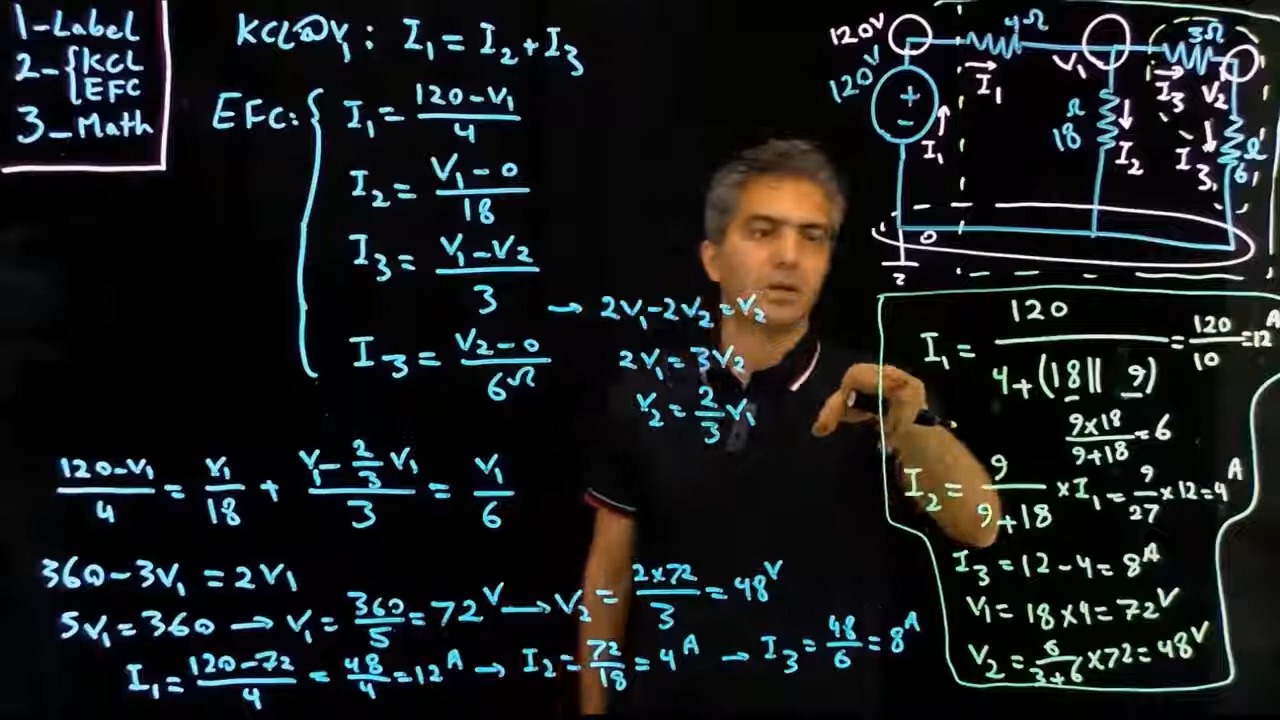 1-Label
2-{KCL
EFC
3_Math
KCL@V₁: I₁ = I₂ + I₃
EFC: { I₁ = (120-V₁)/4
I₂ = (V₁-0)/18
I₃ = (V₁-V₂)/3
I₃ = (V₂-0)/6Ω
→ 2V₁-2V₂=V₂
2V₁ = 3V₂
V₂ = 2/3 V₁
(120-V₁)/4 = V₁/18 + (V₁- 2/3 V₁)/3 = V₁/6
360-3V₁ = 2V₁
5V₁=360 → V₁ = 360/5 = 72V → V₂ = (2×72)/3 = 48V
I₁ = (120-72)/4 = 48/4 = 12A → I₂ = 72/18 = 4A → I₃ = 48/6 = 8A
120V
4Ω
3Ω
120V
+
-
V₁
I₁
I₃
V₂
I₁
Ω
18
I₂
I₃
Ω
6
0
I₁ = 120/(4+(18||9)) = 120/10 = 12A
(9×18)/(9+18) = 6
I₂ = 9/(9+18) × I₁ = 9/27 × 12 = 4A
I₃ = 12-4 = 8A
V₁ = 18×4 = 72V
V₂ = 6/(3+6) × 72 = 48V